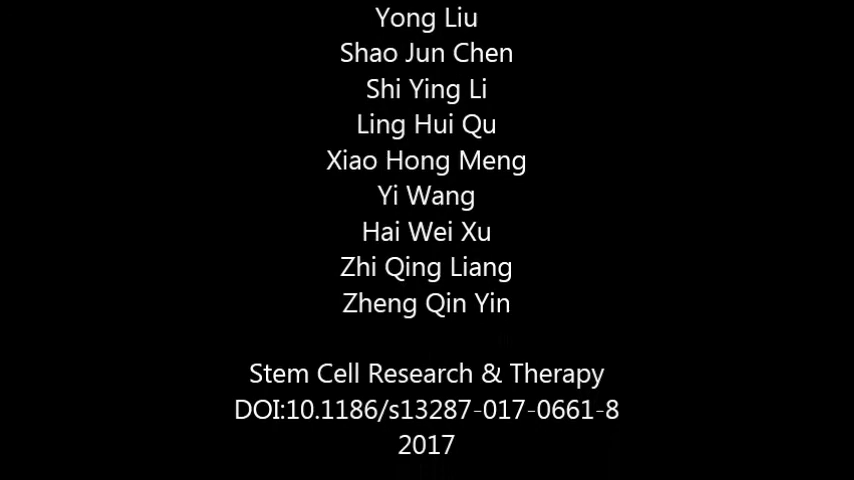 Yong Liu
Shao Jun Chen
Shi Ying Li
Ling Hui Qu
Xiao Hong Meng
Yi Wang
Hai Wei Xu
Zhi Qing Liang
Zheng Qin Yin
Stem Cell Research & Therapy
DOI:10.1186/s13287-017-0661-8
2017